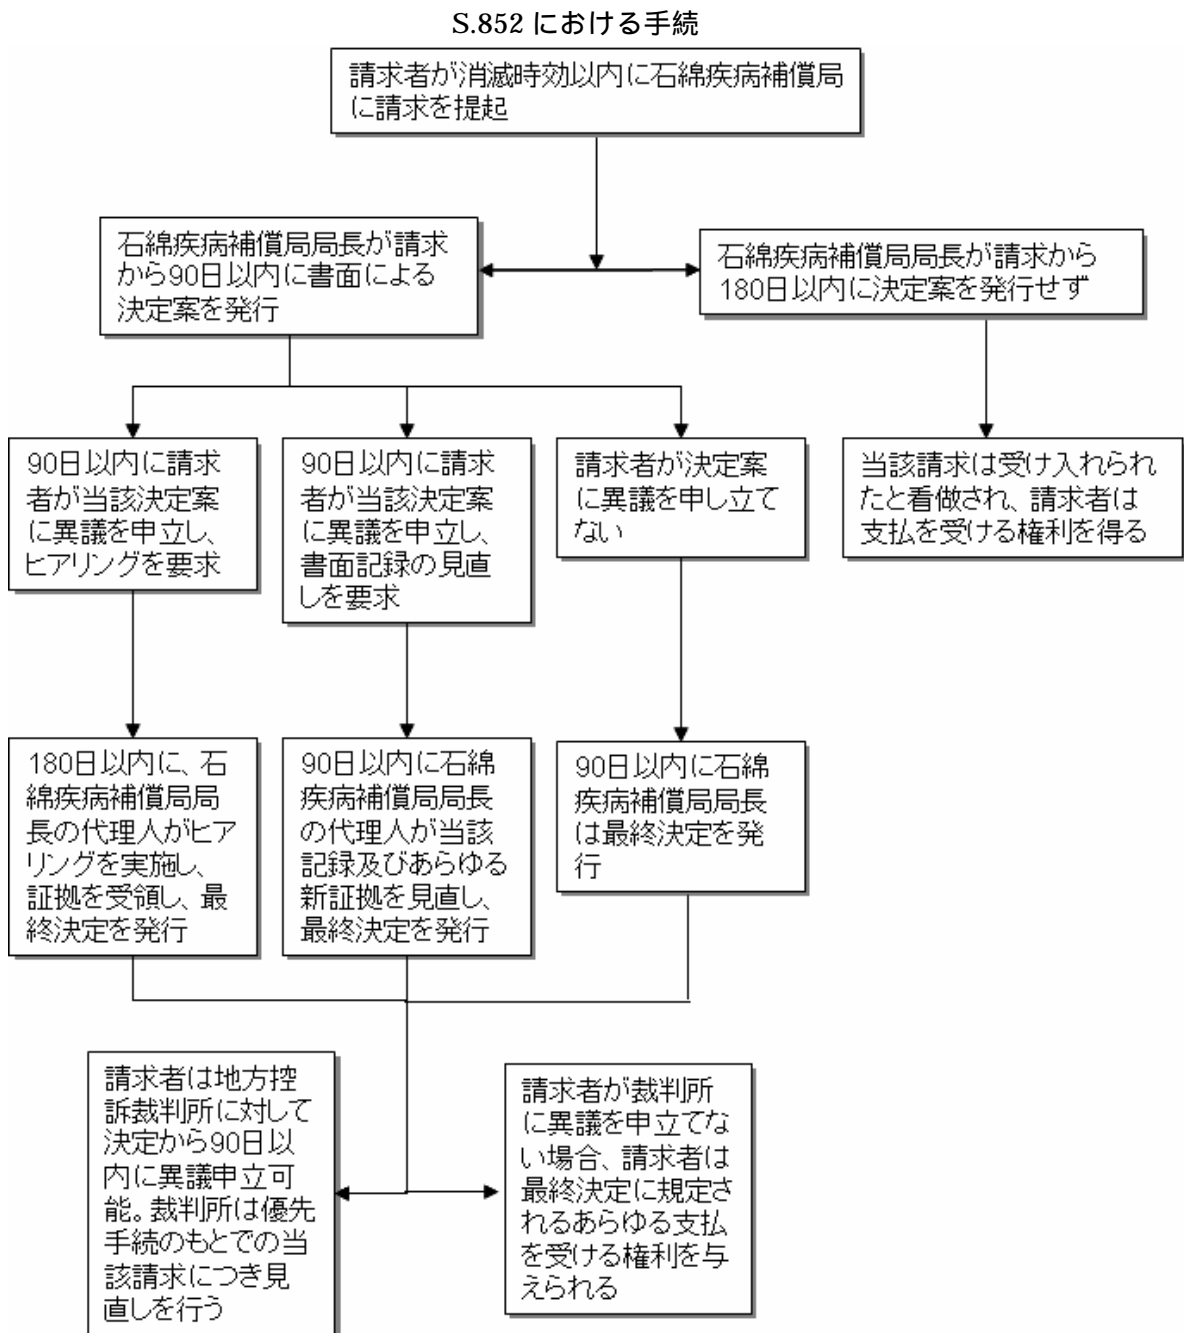 S.852 における手続
請求者が消滅時効以内に石綿疾病補償局
に請求を提起
石綿疾病補償局局長が請求
から90日以内に書面による
決定案を発行
石綿疾病補償局局長が請求から
180日以内に決定案を発行せず
90日以内に請求
者が当該決定案
に異議を申立し、
ヒアリングを要求
90日以内に請求
者が当該決定案
に異議を申立し、
書面記録の見直
しを要求
請求者が決定案
に異議を申し立て
ない
当該請求は受け入れられ
たと看做され、請求者は
支払を受ける権利を得る
180日以内に、石
綿疾病補償局局
長の代理人がヒア
リングを実施し、
証拠を受領し、最
終決定を発行
90日以内に石綿
疾病補償局局長
の代理人が当該
記録及びあらゆる
新証拠を見直し、
最終決定を発行
90日以内に石綿
疾病補償局局長
は最終決定を発
行
請求者は地方控
訴裁判所に対して
決定から90日以
内に異議申立可
能。裁判所は優先
手続のもとでの当
該請求につき見
直しを行う
請求者が裁判所
に異議を申立てな
い場合、請求者は
最終決定に規定さ
れるあらゆる支払
を受ける権利を与
えられる